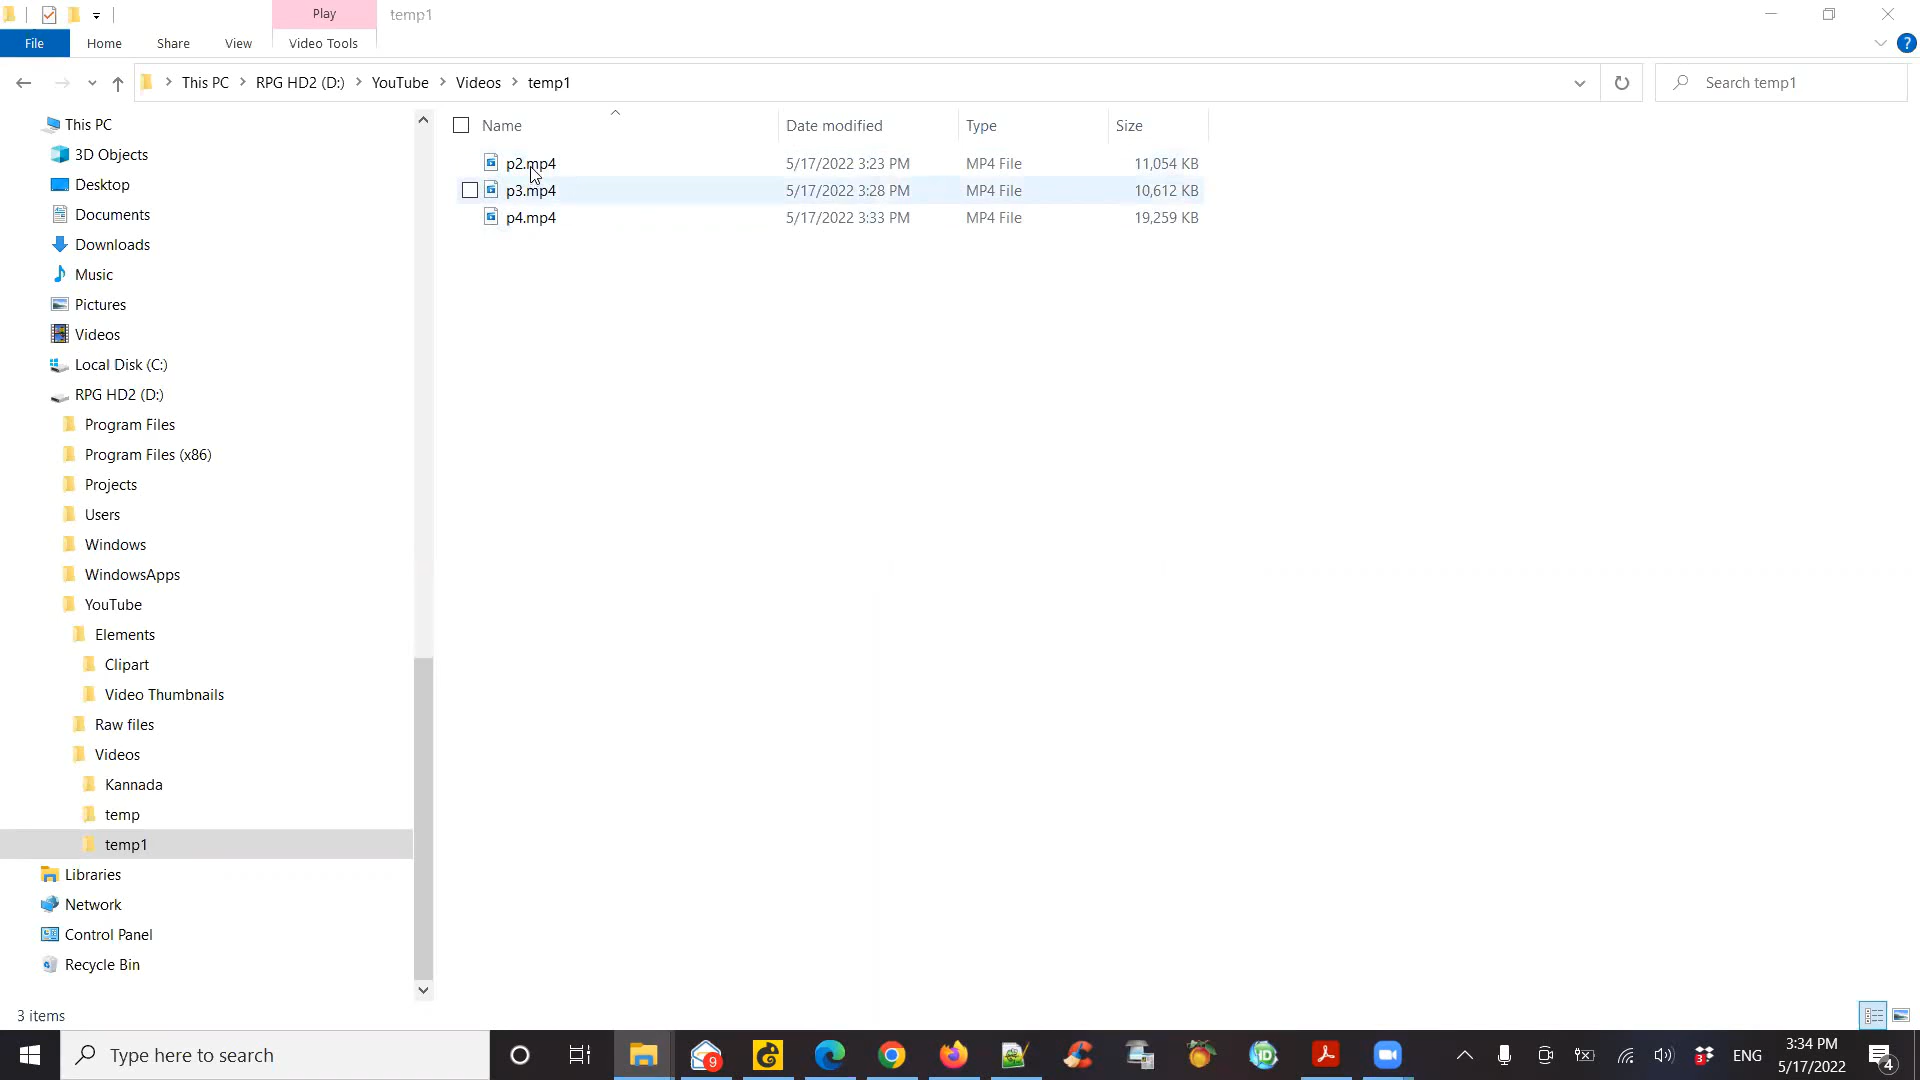 Play
temp1
File
Home
Share
View
Video Tools
This PC
RPG HD2 (D:)
YouTube
Videos
temp1
Search temp1
This PC
3D Objects
Desktop
Documents
Downloads
Music
Pictures
Videos
Local Disk (C:)
RPG HD2 (D:)
Program Files
Program Files (x86)
Projects
Users
Windows
WindowsApps
YouTube
Elements
Clipart
Video Thumbnails
Raw files
Videos
Kannada
temp
temp1
Libraries
Network
Control Panel
Recycle Bin
Name Date modified Type Size
p2.mp4 5/17/2022 3:23 PM MP4 File 11,054 KB
p3.mp4 5/17/2022 3:28 PM MP4 File 10,612 KB
p4.mp4 5/17/2022 3:33 PM MP4 File 19,259 KB
3 items
Type here to search
9
iD
3
ENG
3:34 PM
5/17/2022
4